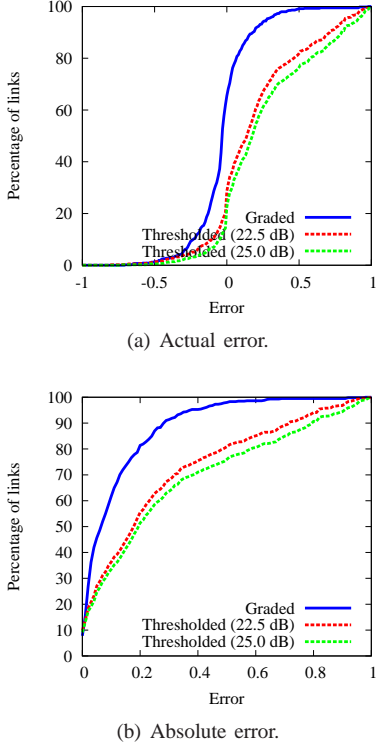 100
80
60
40
20
0
Percentage of links
Graded
Thresholded (22.5 dB)
Thresholded (25.0 dB)
-1 -0.5 0 0.5 1
Error
(a) Actual error.
100
90
80
70
60
50
40
30
20
10
0
Percentage of links
Graded
Thresholded (22.5 dB)
Thresholded (25.0 dB)
0 0.2 0.4 0.6 0.8 1
Error
(b) Absolute error.